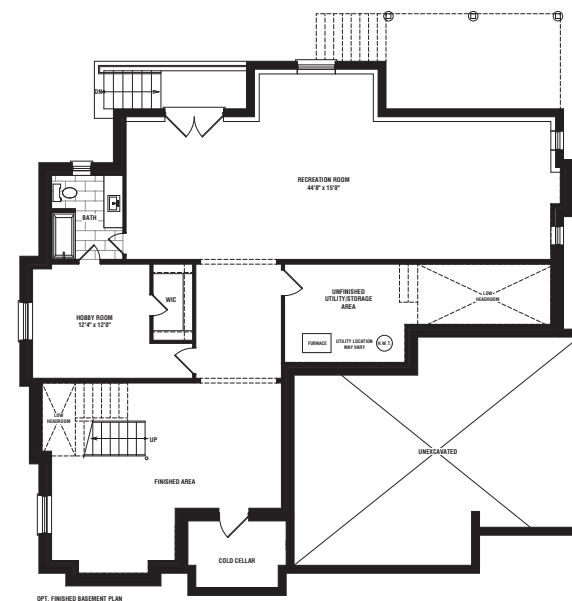 DN
RECREATION ROOM
44'8" x 15'0"
BATH
WIC
HOBBY ROOM
12'4" x 12'0"
UNFINISHED
UTILITY/STORAGE
AREA
LOW
HEADROOM
FURNACE
UTILITY LOCATION
MAY VARY
H.W.T.
LOW
HEADROOM
UP
FINISHED AREA
UNEXCAVATED
COLD CELLAR
OPT. FINISHED BASEMENT PLAN